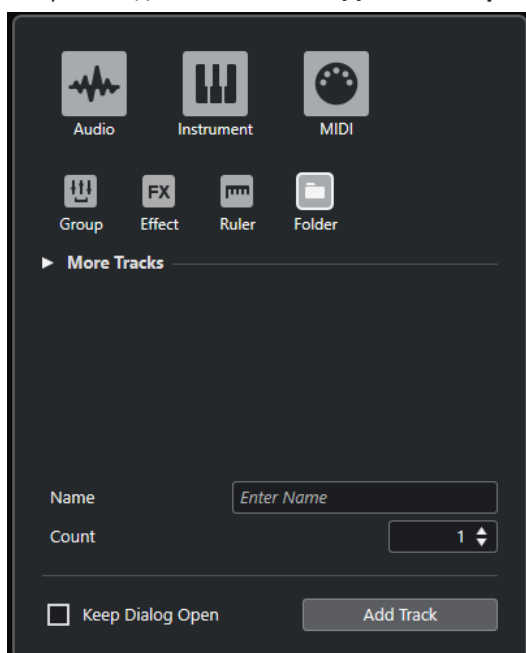 Audio Instrument MIDI
FX
Group Effect Ruler Folder
► More Tracks
Name Enter Name
Count 1
Keep Dialog Open Add Track